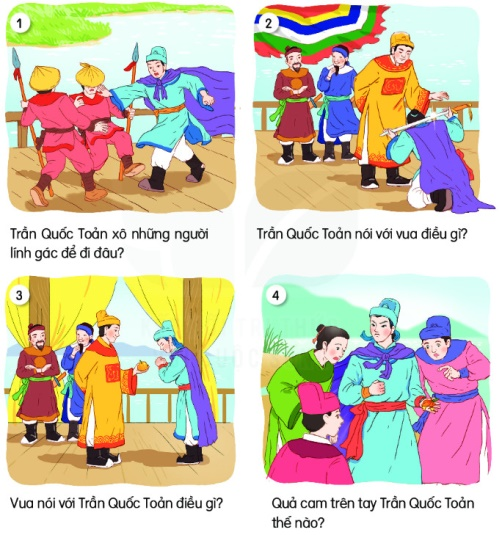 1
2
Trần Quốc Toản xô những người
lính gác để đi đâu?
Trần Quốc Toản nói với vua điều gì?
3
4
Vua nói với Trần Quốc Toản điều gì?
Quả cam trên tay Trần Quốc Toản
thế nào?